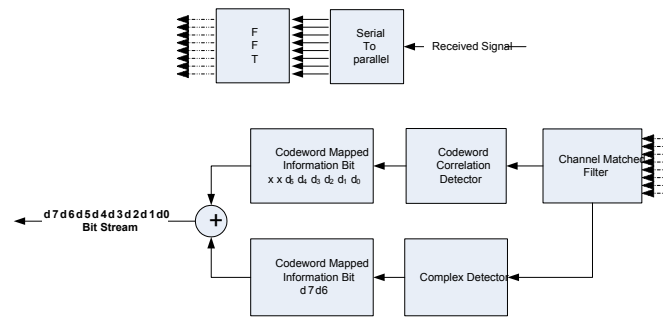 F
F
T
Serial
To
parallel
Received Signal
Codeword Mapped
Information Bit
x x d5 d4 d3 d2 d1 d0
Codeword
Correlation
Detector
Channel Matched
Filter
d7d6d5d4d3d2d1d0
Bit Stream
+
Codeword Mapped
Information Bit
d7d6
Complex Detector